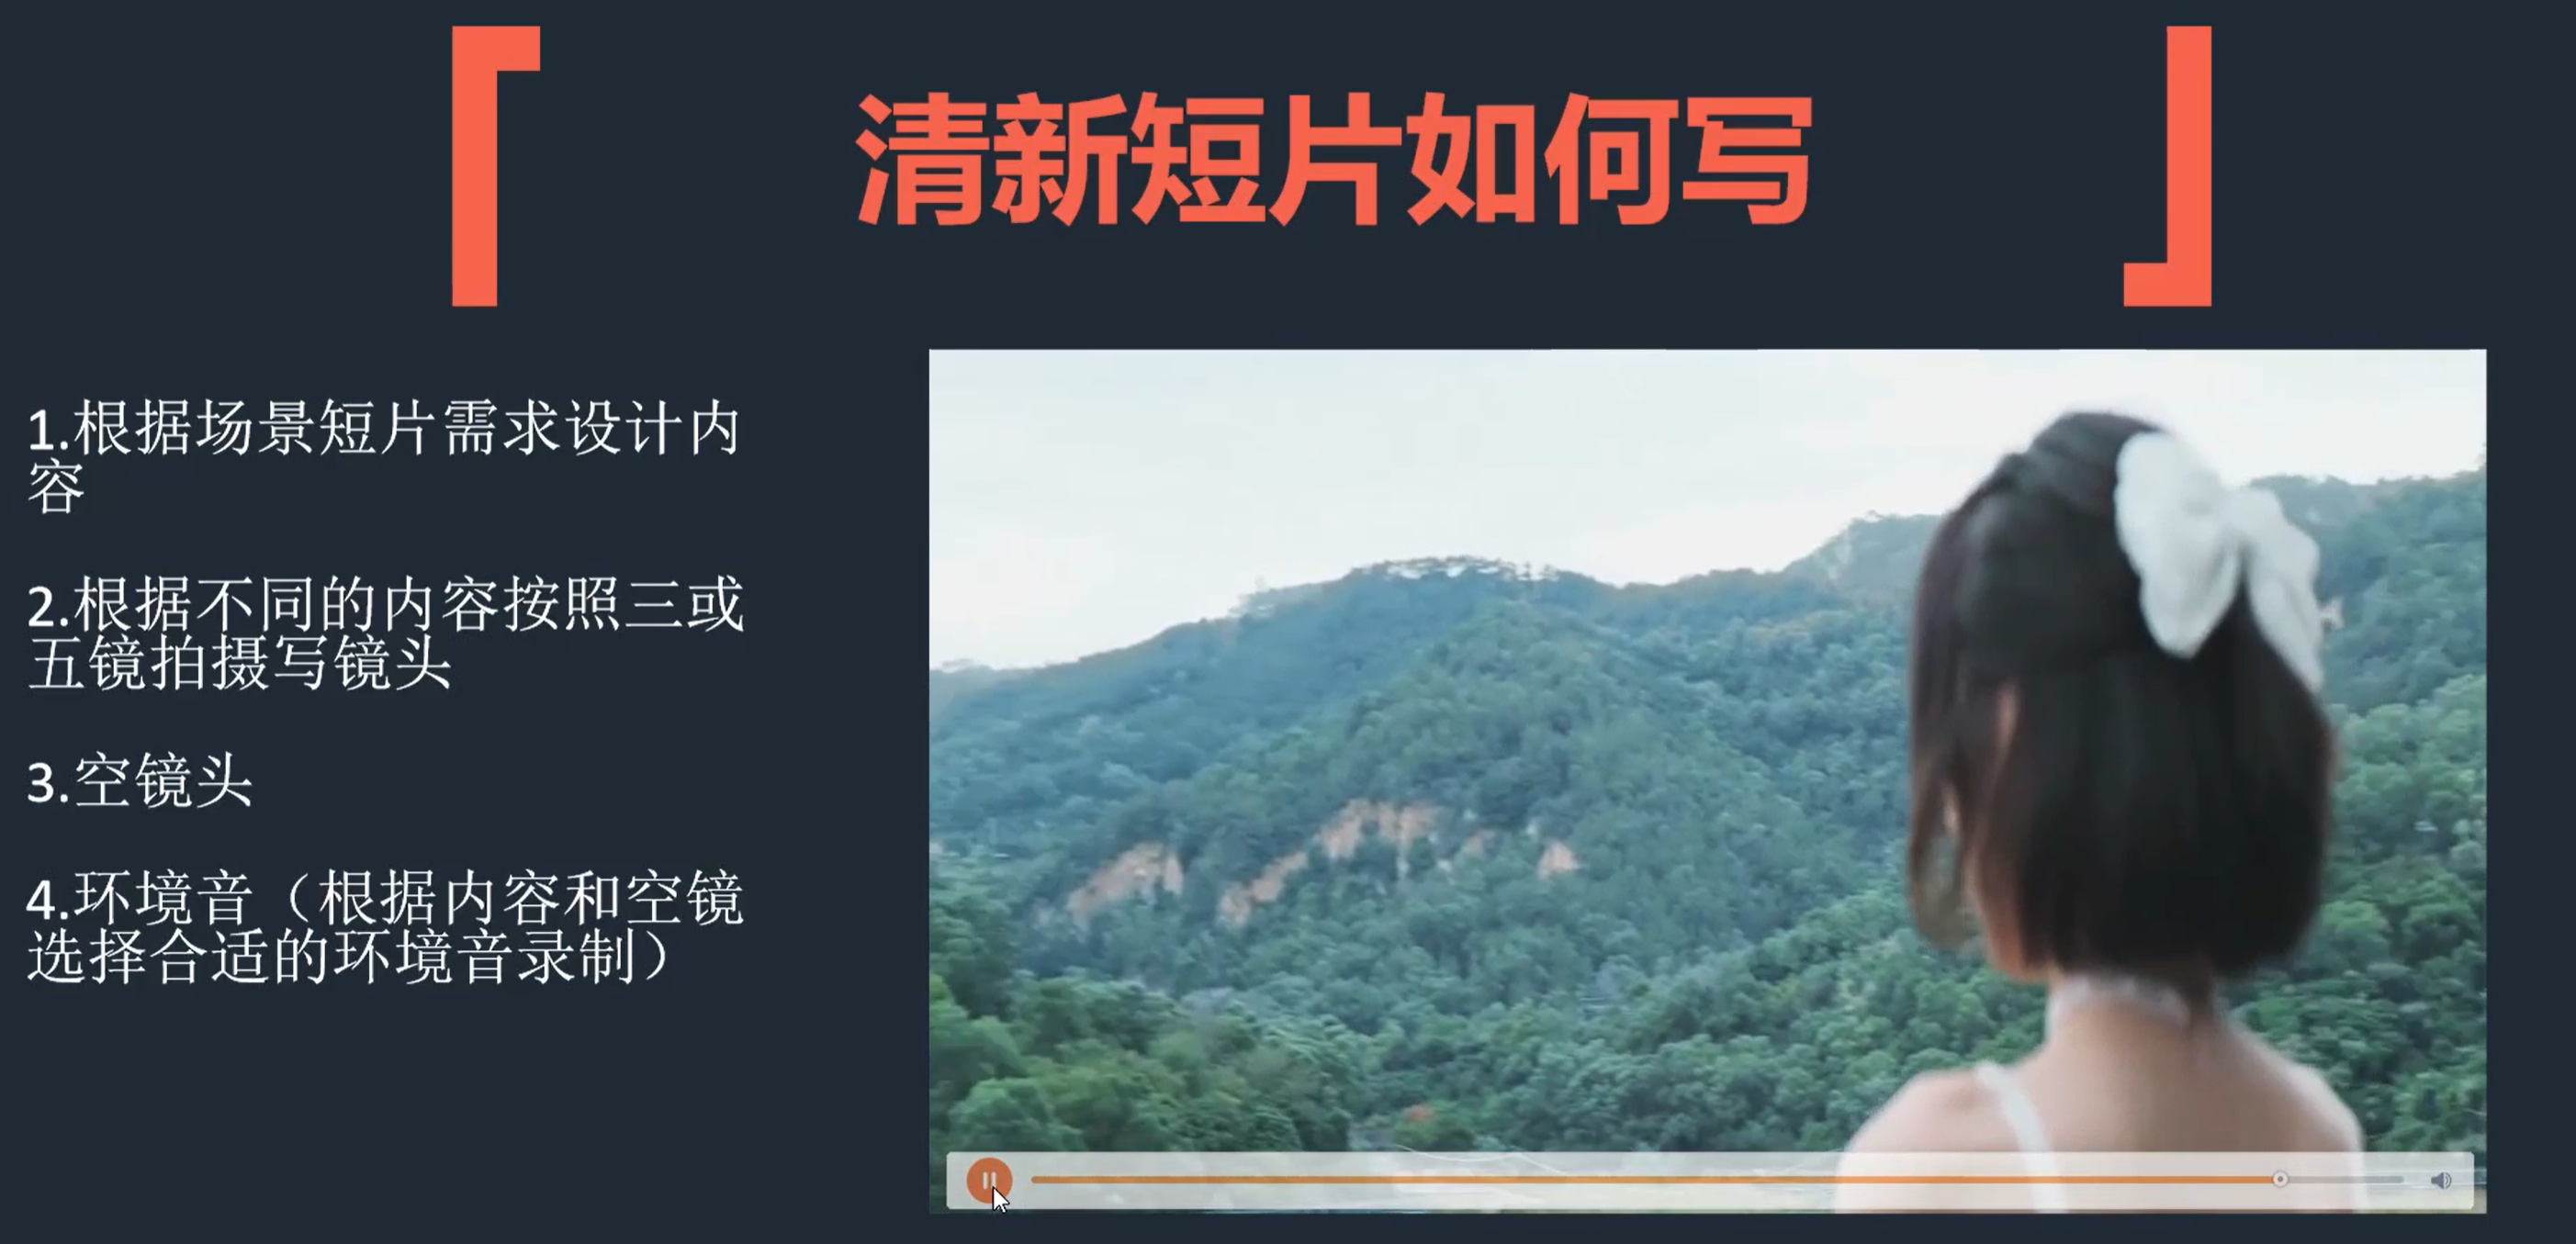 清新短片如何写
1.根据场景短片需求设计内
容
2.根据不同的内容按照三或
五镜拍摄写镜头
3.空镜头
4.环境音（根据内容和空镜
选择合适的环境音录制）